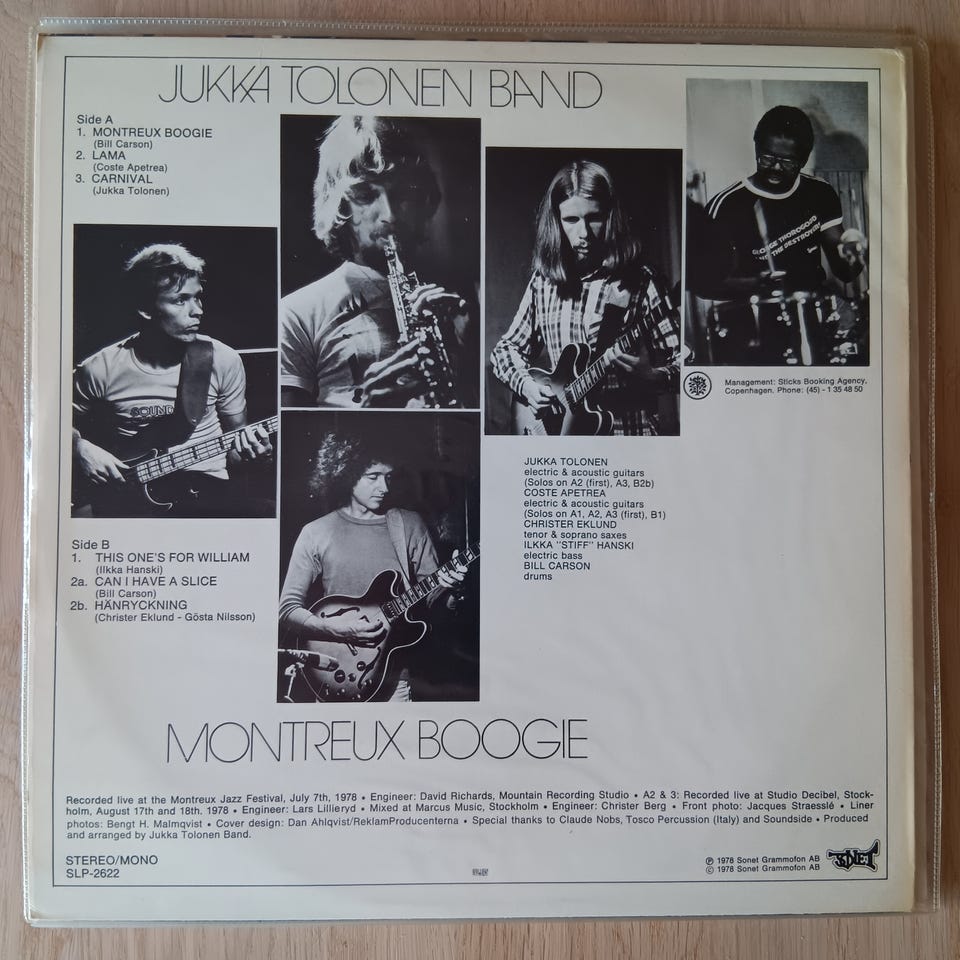 JUKKA TOLONEN BAND
Side A
1. MONTREUX BOOGIE
(Bill Carson)
2. LAMA
(Coste Apetrea)
3. CARNIVAL
(Jukka Tolonen)
GEORGE THOROGOOD
AND THE DESTROYERS
SOUND
Management: Sticks Booking Agency,
Copenhagen. Phone: (45) - 1 35 48 50
JUKKA TOLONEN
electric & acoustic guitars
(Solos on A2 (first), A3, B2b)
COSTE APETREA
electric & acoustic guitars
(Solos on A1, A2, A3 (first), B1)
CHRISTER EKLUND
tenor & soprano saxes
ILKKA "STIFF" HANSKI
electric bass
BILL CARSON
drums
Side B
1. THIS ONE'S FOR WILLIAM
(Ilkka Hanski)
2a. CAN I HAVE A SLICE
(Bill Carson)
2b. HÄNRYCKNING
(Christer Eklund - Gösta Nilsson)
MONTREUX BOOGIE
Recorded live at the Montreux Jazz Festival, July 7th, 1978 • Engineer: David Richards, Mountain Recording Studio • A2 & 3: Recorded live at Studio Decibel, Stock-
holm, August 17th and 18th. 1978 • Engineer: Lars Lillieryd • Mixed at Marcus Music, Stockholm • Engineer: Christer Berg • Front photo: Jacques Straesslé • Liner
photos: Bengt H. Malmqvist • Cover design: Dan Ahlqvist/ReklamProducenterna • Special thanks to Claude Nobs, Tosco Percussion (Italy) and Soundside • Produced
and arranged by Jukka Tolonen Band.
STEREO/MONO
SLP-2622
℗ 1978 Sonet Grammofon AB
© 1978 Sonet Grammofon AB
SONET